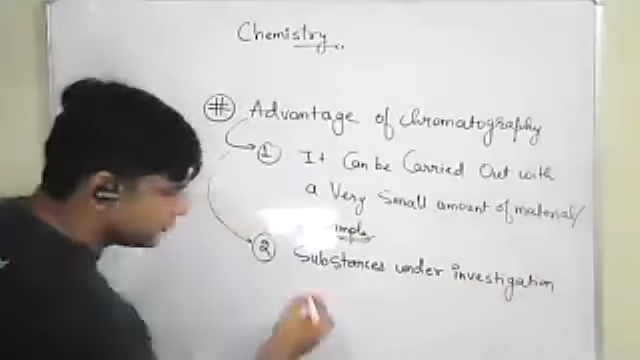 Chemistry..
# Advantage of chromatography
1 It Can be Carried Out with
a Very Small amount of material/
2 Substances under investigation